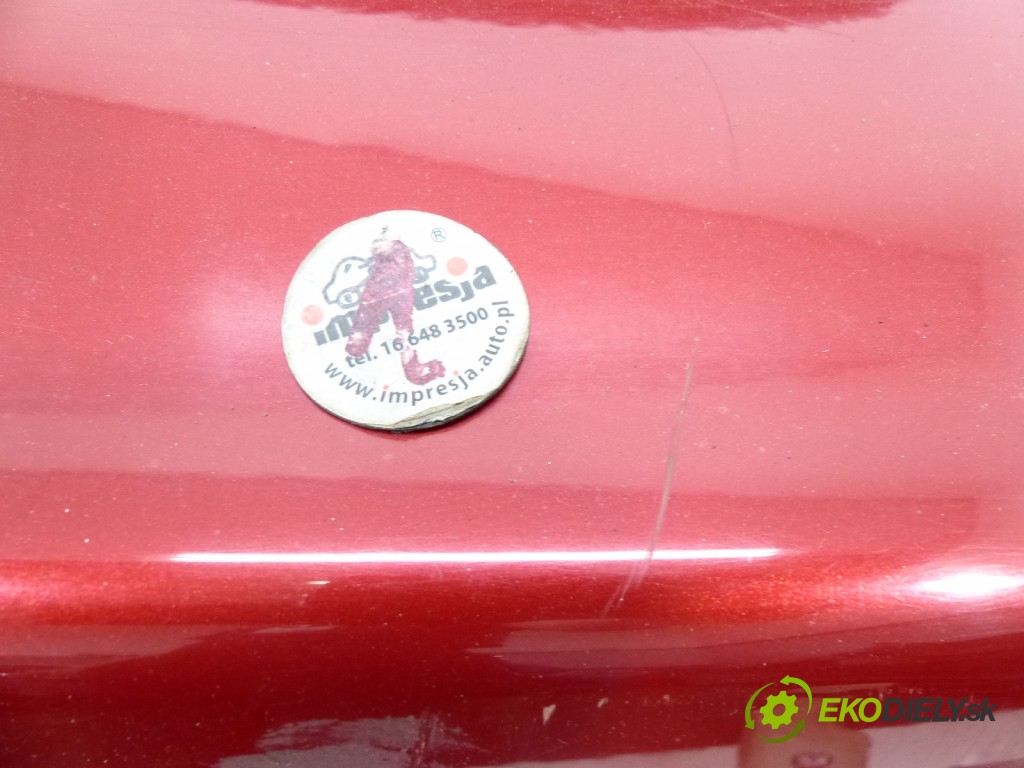 ®
impresja
tel. 16 648 3500
www.impresja.auto.pl
EKODIELY.sk